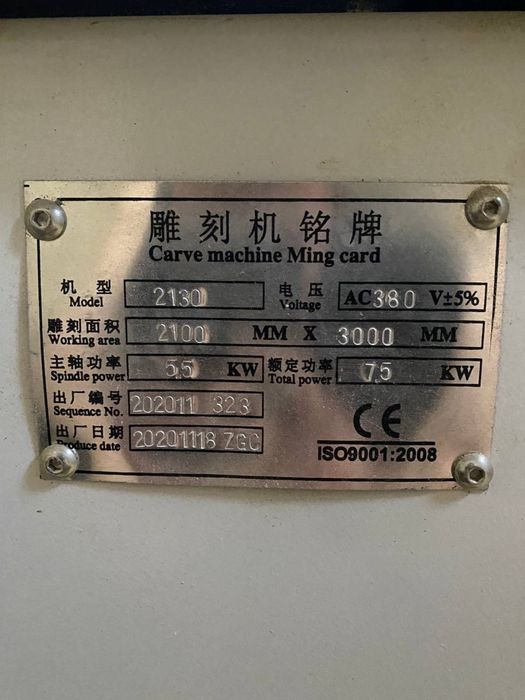 雕刻机铭牌
Carve machine Ming card
机型 2130 电压 AC380 V±5%
Model Voltage
雕刻面积 2100 MM X 3000 MM
Working area
主轴功率 5.5 KW 额定功率 7.5 KW
Spindle power Total power
出厂编号 202011 323
Sequence No.
出厂日期 20201118 ZGC
Produce date
CE
ISO9001:2008